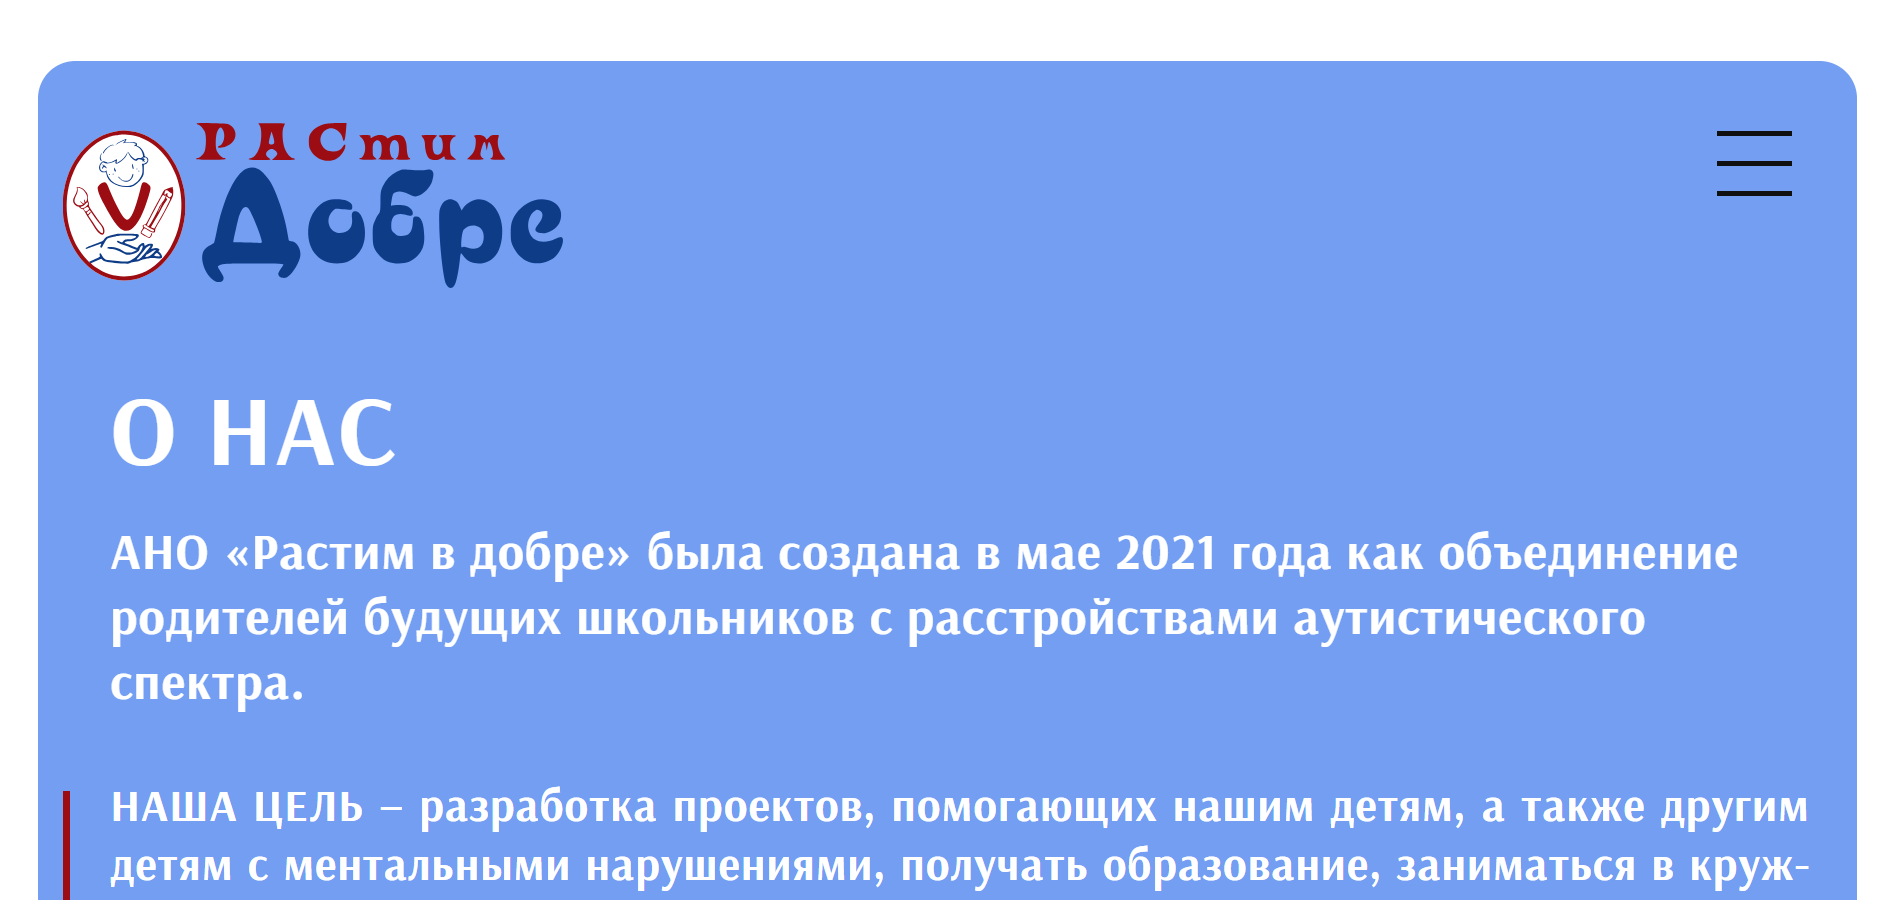 РАСтим
Добре
О НАС
АНО «Растим в добре» была создана в мае 2021 года как объединение
родителей будущих школьников с расстройствами аутистического
спектра.
НАША ЦЕЛЬ – разработка проектов, помогающих нашим детям, а также другим
детям с ментальными нарушениями, получать образование, заниматься в круж-